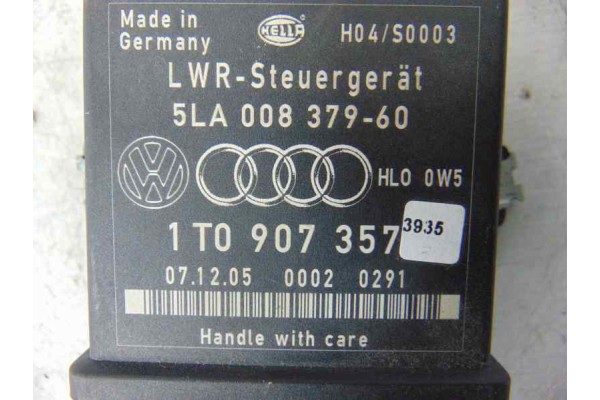 Made in
Germany
HELLA
H04/S0003
LWR-Steuergerät
5LA 008 379-60
VW
HLO 0W5
1T0 907 357
3935
07.12.05 0002 0291
Handle with care